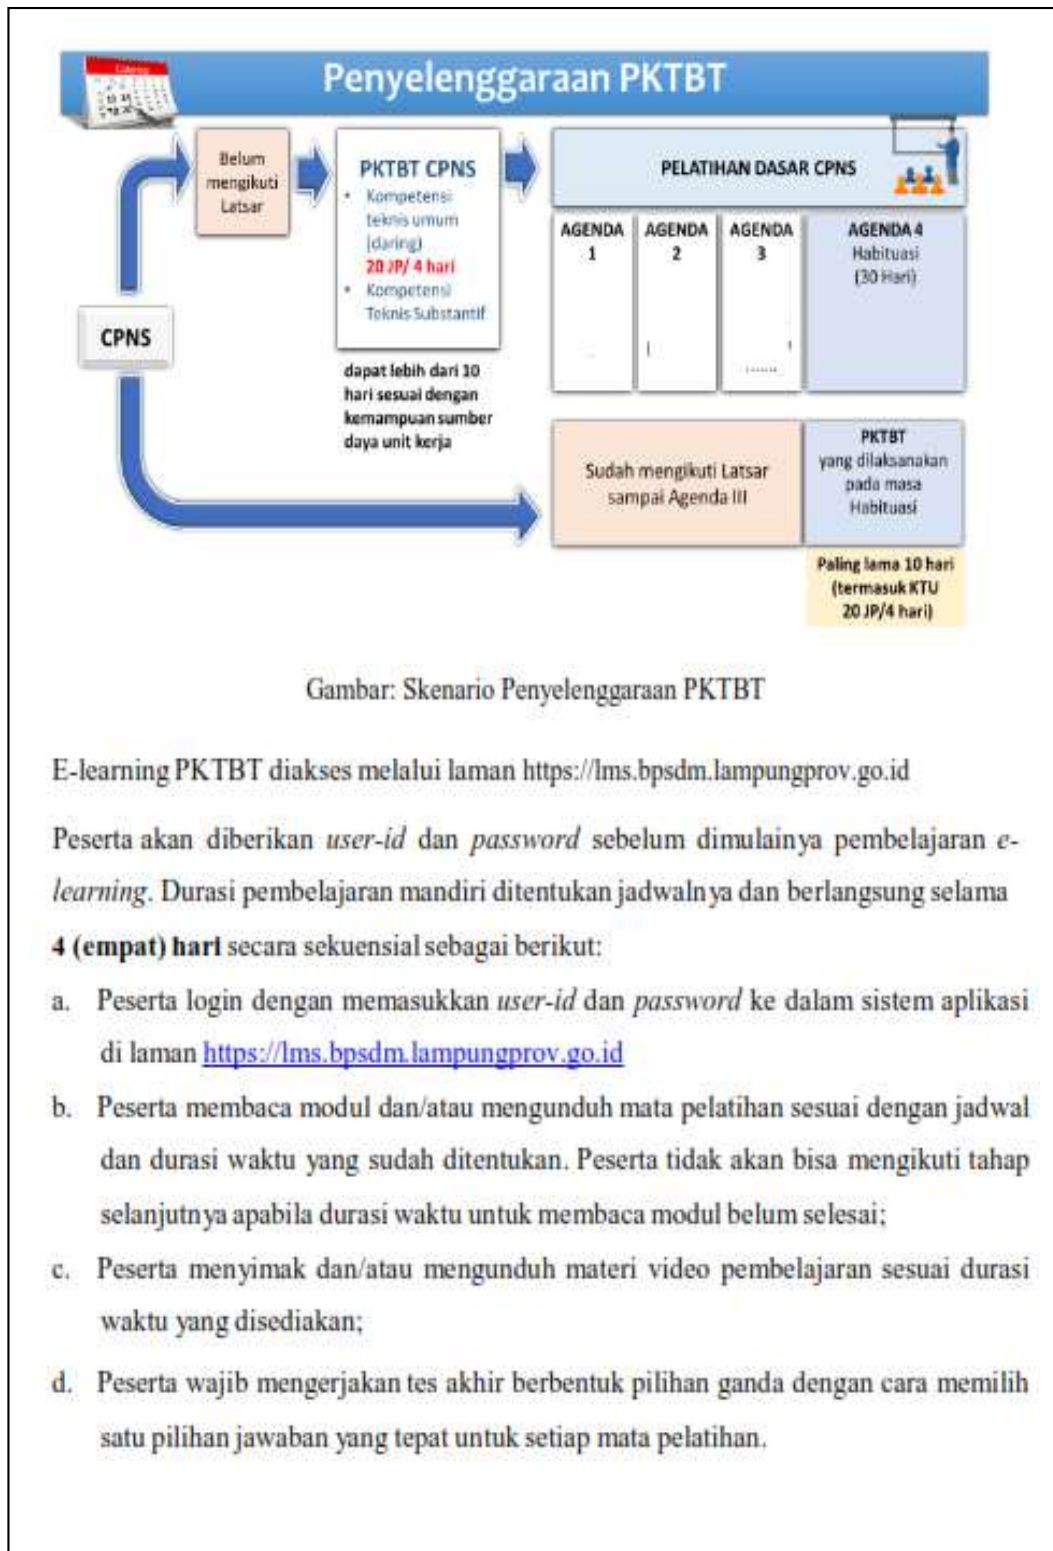 Penyelenggaraan PKTBT
Belum
mengikuti
Latsar
PKTBT CPNS
• Kompetensi
teknis umum
(daring)
20 JP/ 4 hari
• Kompetensi
Teknis Substantif
dapat lebih dari 10
hari sesuai dengan
kemampuan sumber
daya unit kerja
PELATIHAN DASAR CPNS
AGENDA
1
AGENDA
2
AGENDA
3
AGENDA 4
Habituasi
(30 Hari)
CPNS
Sudah mengikuti Latsar
sampai Agenda III
PKTBT
yang dilaksanakan
pada masa
Habituasi
Paling lama 10 hari
(termasuk KTU
20 JP/4 hari)
Gambar: Skenario Penyelenggaraan PKTBT
E-learning PKTBT diakses melalui laman https://lms.bpsdm.lampungprov.go.id
Peserta akan diberikan user-id dan password sebelum dimulainya pembelajaran e-
learning. Durasi pembelajaran mandiri ditentukan jadwalnya dan berlangsung selama
4 (empat) hari secara sekuensial sebagai berikut:
a. Peserta login dengan memasukkan user-id dan password ke dalam sistem aplikasi
di laman https://lms.bpsdm.lampungprov.go.id
b. Peserta membaca modul dan/atau mengunduh mata pelatihan sesuai dengan jadwal
dan durasi waktu yang sudah ditentukan. Peserta tidak akan bisa mengikuti tahap
selanjutnya apabila durasi waktu untuk membaca modul belum selesai;
c. Peserta menyimak dan/atau mengunduh materi video pembelajaran sesuai durasi
waktu yang disediakan;
d. Peserta wajib mengerjakan tes akhir berbentuk pilihan ganda dengan cara memilih
satu pilihan jawaban yang tepat untuk setiap mata pelatihan.